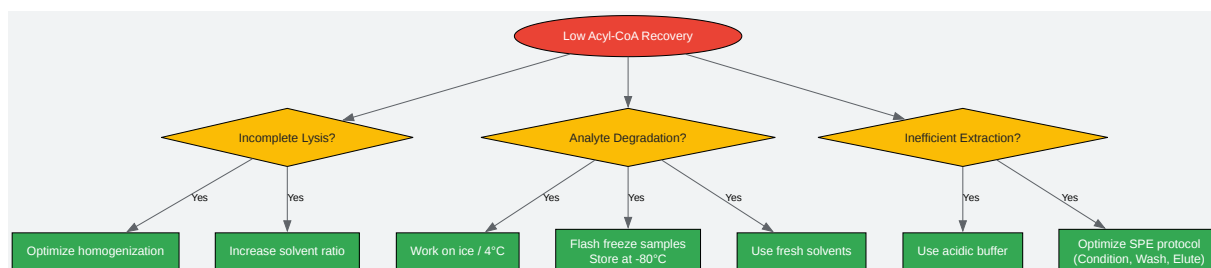 Low Acyl-CoA Recovery
Incomplete Lysis?
Analyte Degradation?
Inefficient Extraction?
Yes
Yes
Yes
Yes
Yes
Yes
Yes
Optimize homogenization
Increase solvent ratio
Work on ice / 4°C
Flash freeze samples
Store at -80°C
Use fresh solvents
Use acidic buffer
Optimize SPE protocol
(Condition, Wash, Elute)